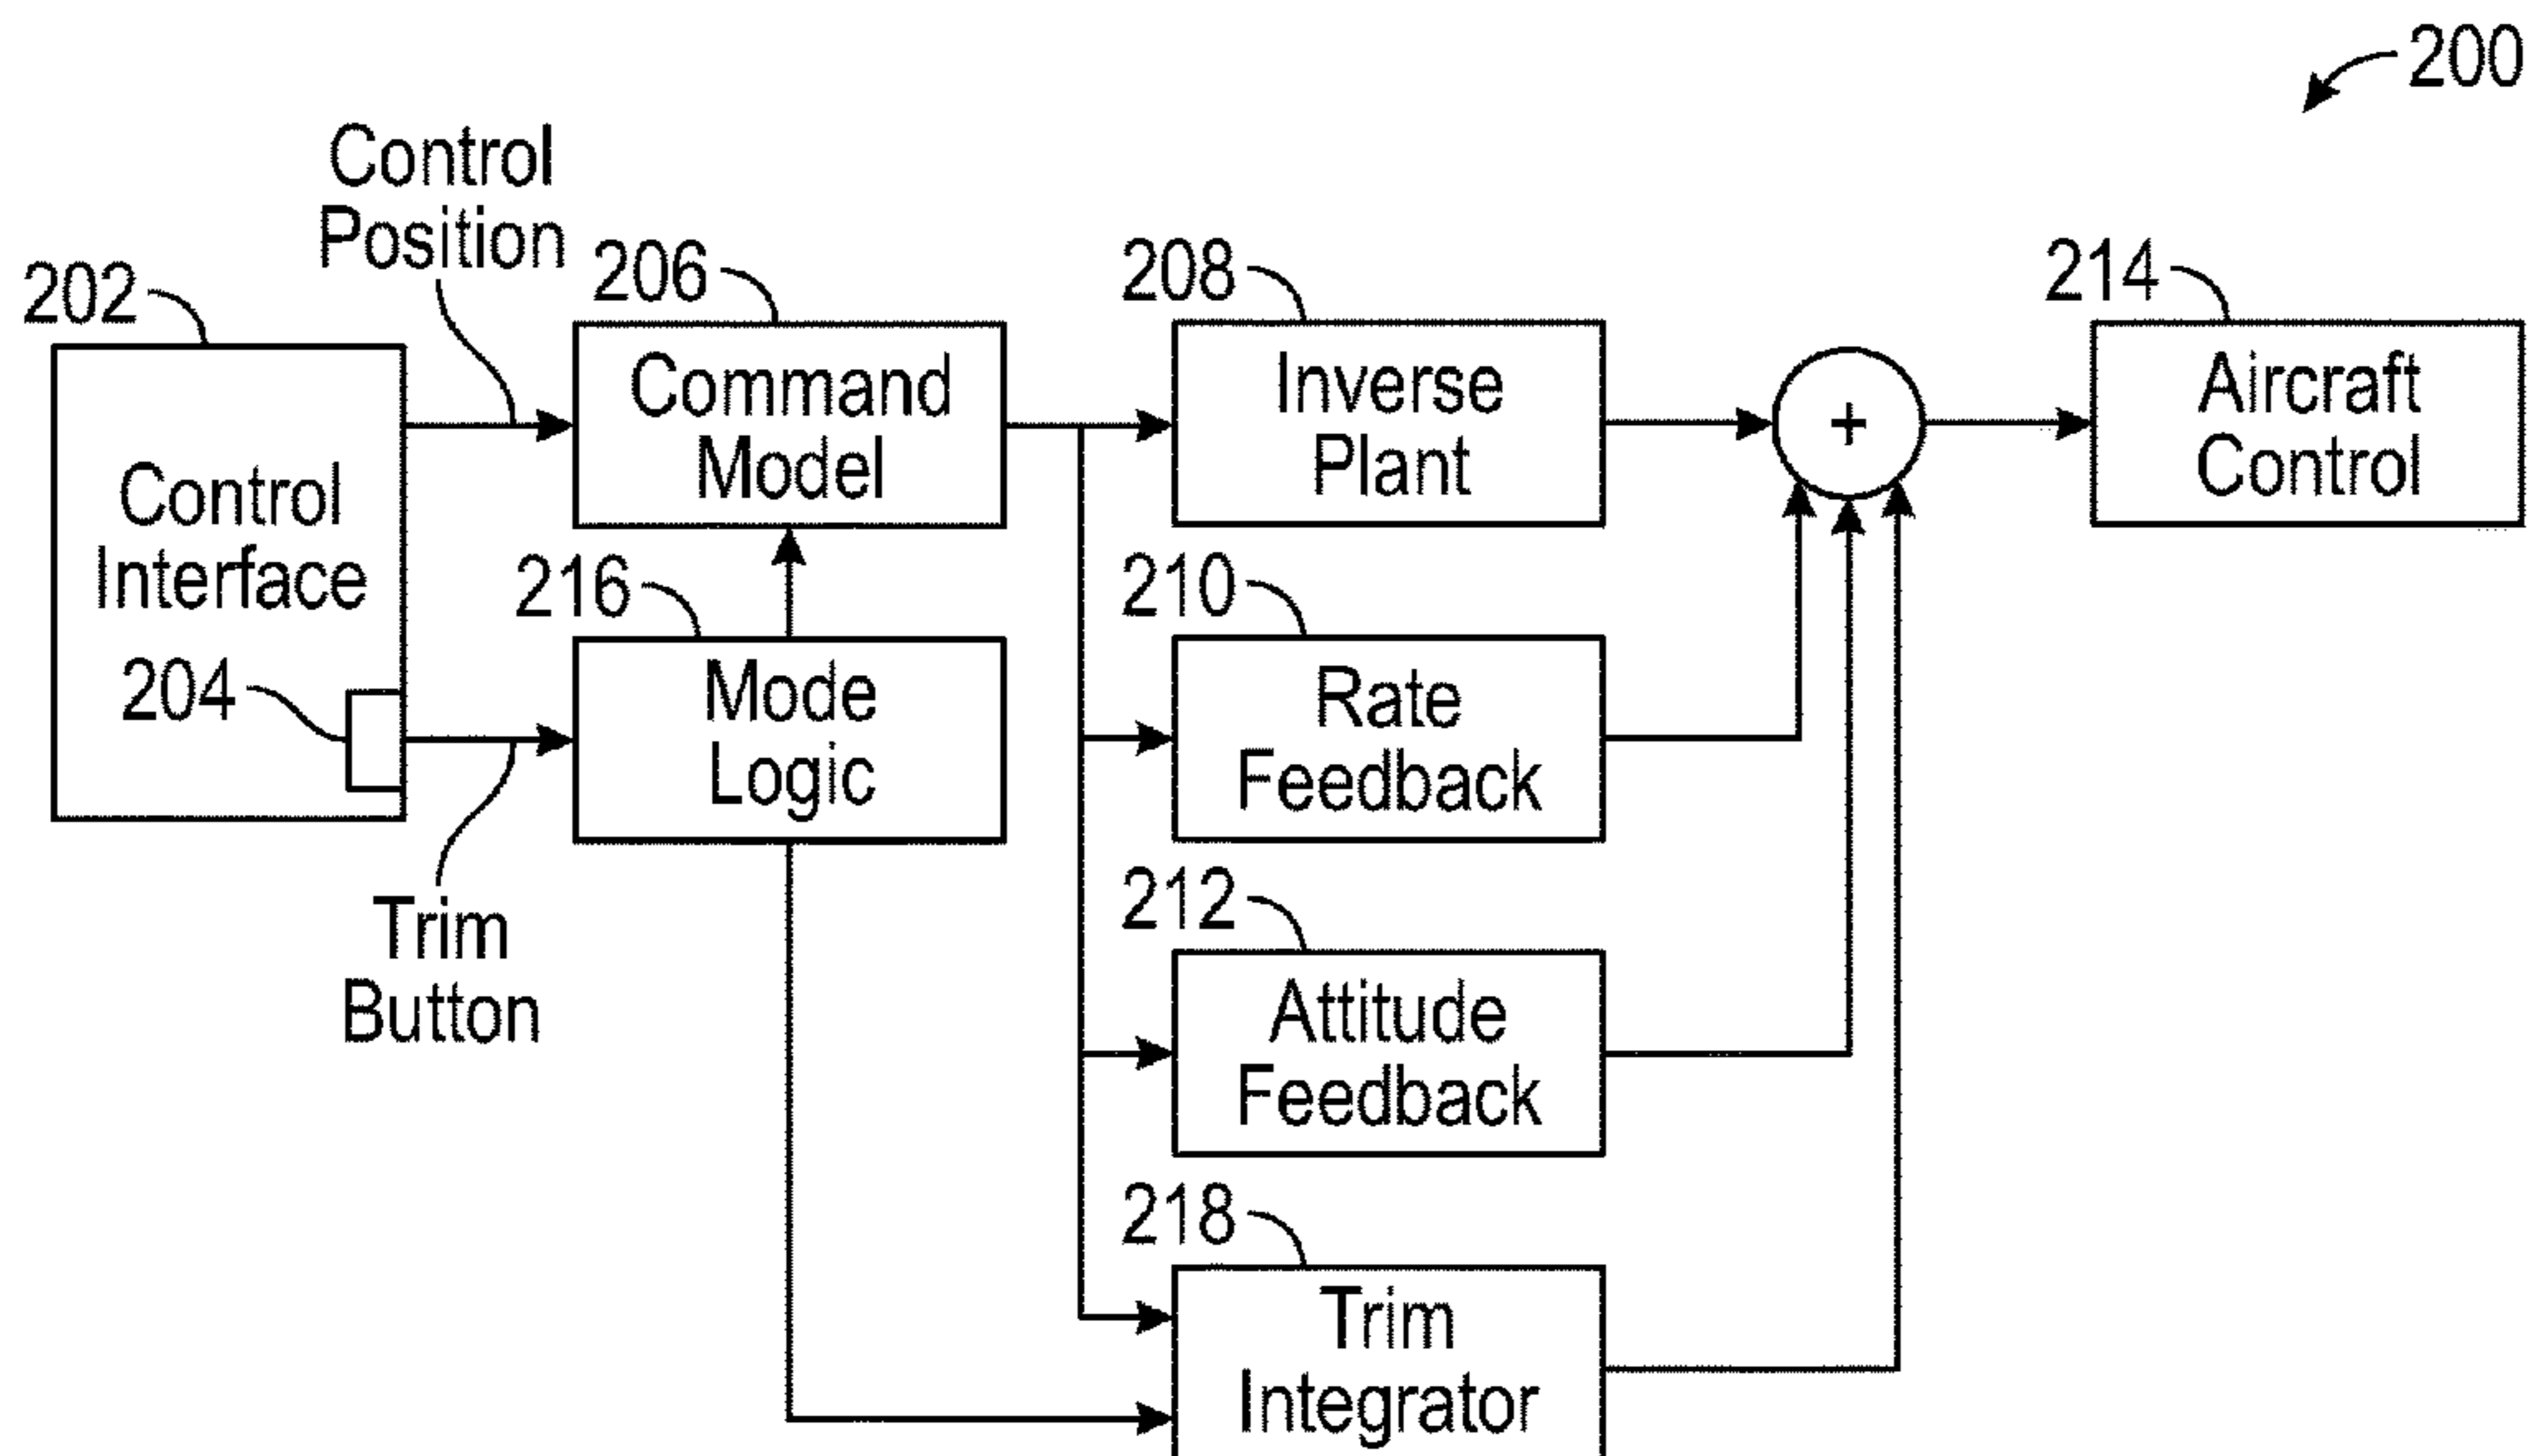 200
Control
Position
202
206
208
214
Control
Interface
Command
Model
Inverse
Plant
+
Aircraft
Control
204
216
210
Mode
Logic
Rate
Feedback
Trim
Button
212
Attitude
Feedback
218
Trim
Integrator